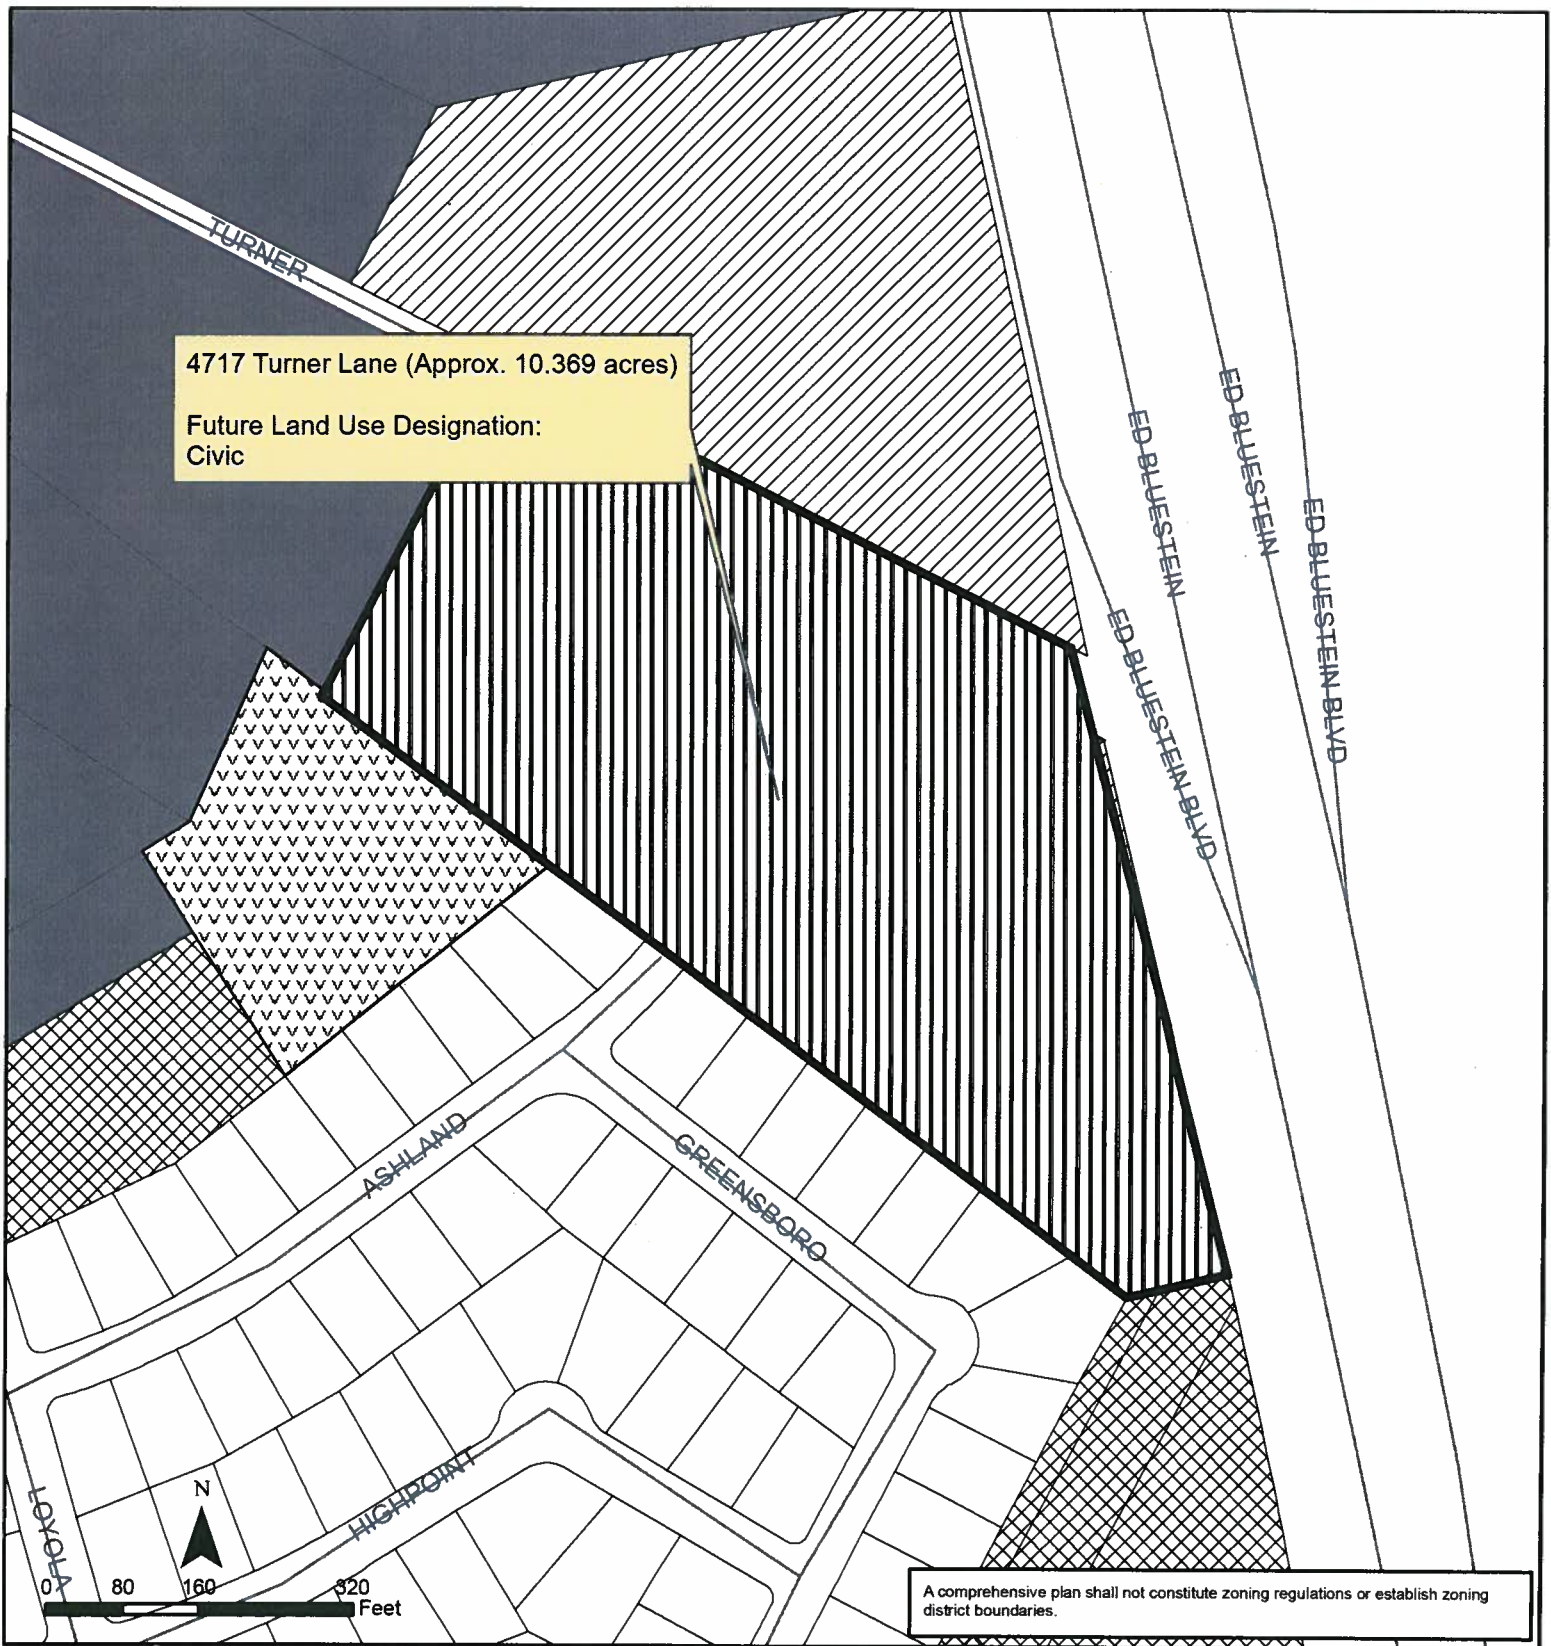 TURNER
4717 Turner Lane (Approx. 10.369 acres)
Future Land Use Designation:
Civic
ED BLUESTEIN
ED BLUESTEIN
ED BLUESTEIN BLVD
ED BLUESTEIN BLVD
ASHLAND
GREENSBORO
HIGHPOINT
LOYOLA
N
0 80 160 320
Feet
A comprehensive plan shall not constitute zoning regulations or establish zoning
district boundaries.